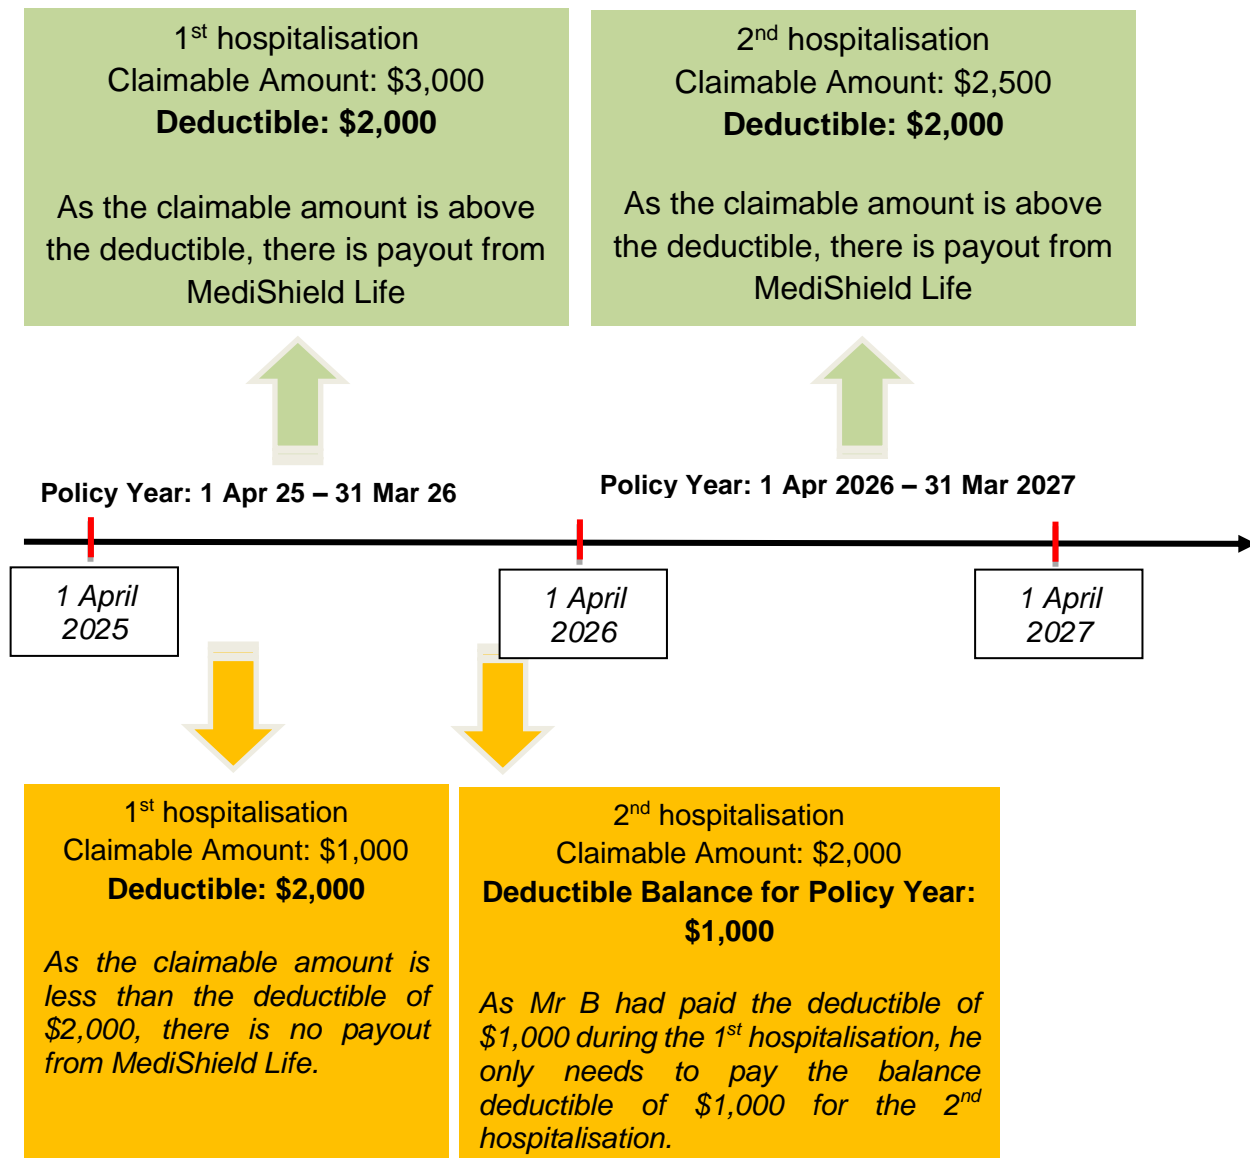 1st hospitalisation
Claimable Amount: $3,000
Deductible: $2,000
As the claimable amount is above
the deductible, there is payout from
MediShield Life
2nd hospitalisation
Claimable Amount: $2,500
Deductible: $2,000
As the claimable amount is above
the deductible, there is payout from
MediShield Life
Policy Year: 1 Apr 25 – 31 Mar 26
Policy Year: 1 Apr 2026 – 31 Mar 2027
1 April
2025
1 April
2026
1 April
2027
1st hospitalisation
Claimable Amount: $1,000
Deductible: $2,000
As the claimable amount is
less than the deductible of
$2,000, there is no payout
from MediShield Life.
2nd hospitalisation
Claimable Amount: $2,000
Deductible Balance for Policy Year:
$1,000
As Mr B had paid the deductible of
$1,000 during the 1st hospitalisation, he
only needs to pay the balance
deductible of $1,000 for the 2nd
hospitalisation.